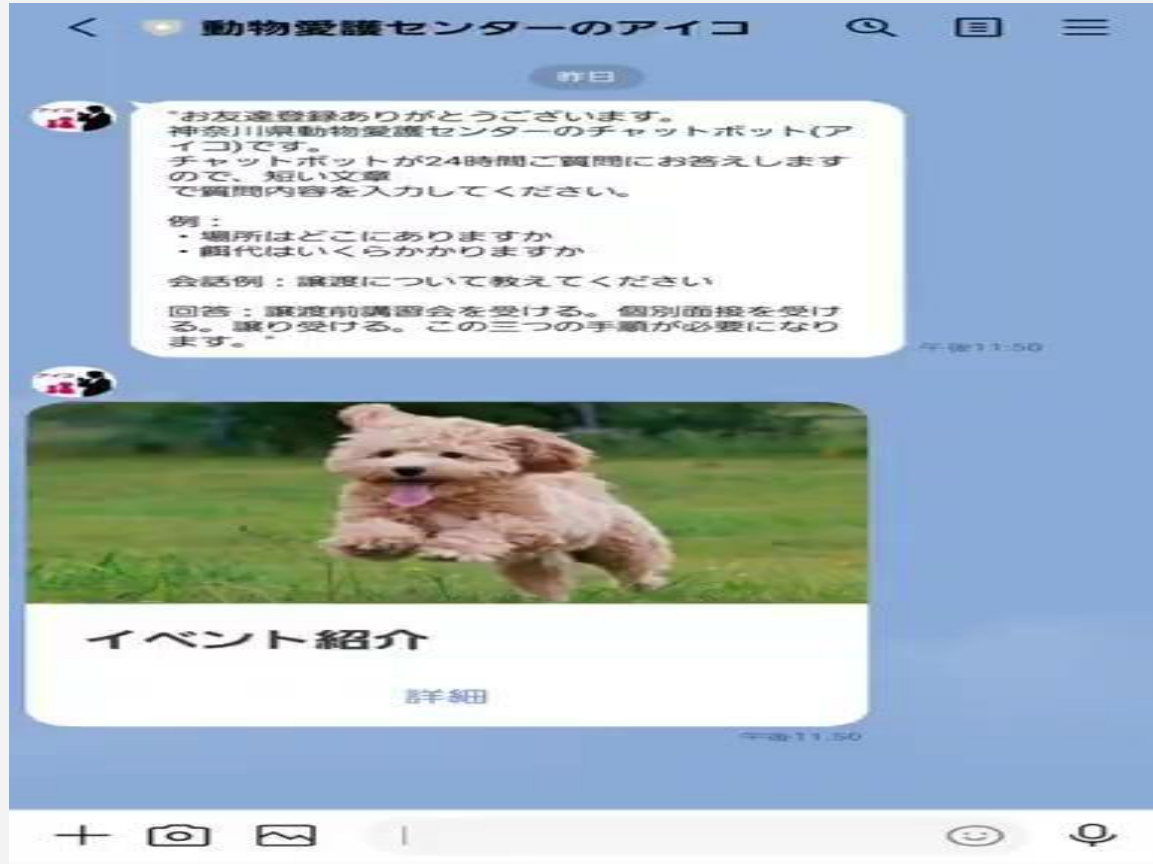 動物愛護センターのアイコ
昨日
"お友達登録ありがとうございます。
神奈川県動物愛護センターのチャットボット(ア
イコ)です。
チャットボットが24時間ご質問にお答えします
ので、短い文章
で質問内容を入力してください。
例：
・場所はどこにありますか
・餌代はいくらかかりますか
会話例：譲渡について教えてください
回答：譲渡前講習会を受ける。個別面接を受け
る。譲り受ける。この三つの手順が必要になり
ます。"
午後11:50
イベント紹介
詳細
午後11:50